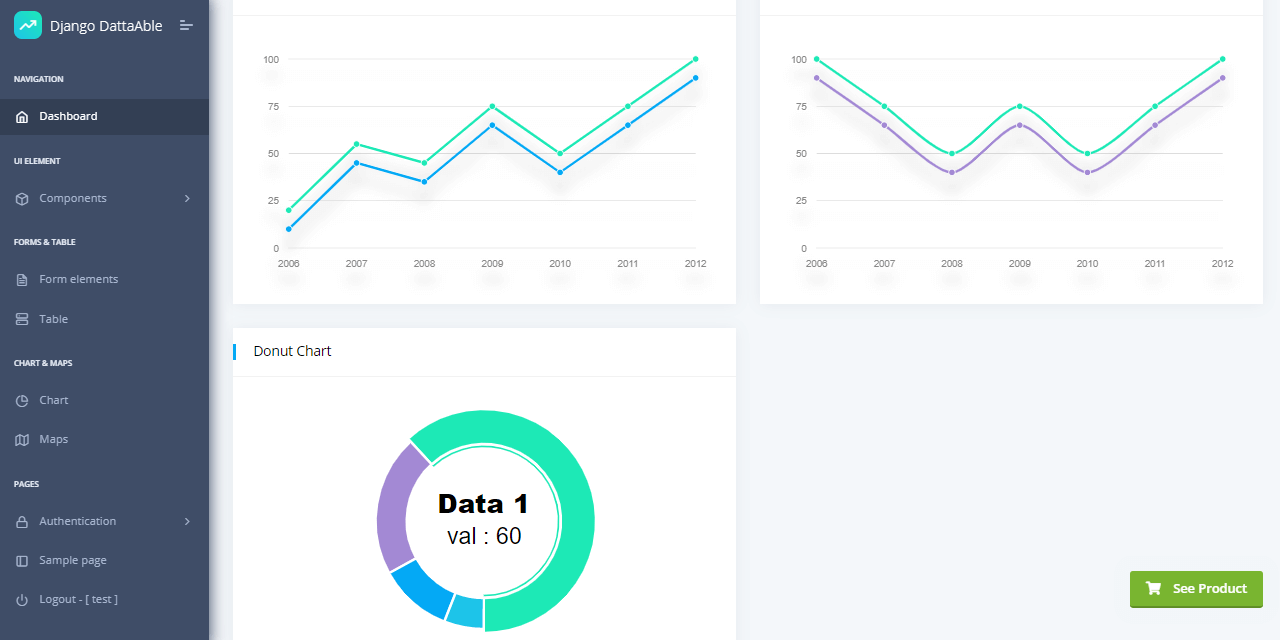 Django DattaAble
NAVIGATION
Dashboard
UI ELEMENT
Components
FORMS & TABLE
Form elements
Table
CHART & MAPS
Chart
Maps
PAGES
Authentication
Sample page
Logout - [ test ]
100
75
50
25
0
2006 2007 2008 2009 2010 2011 2012
100
75
50
25
0
2006 2007 2008 2009 2010 2011 2012
Donut Chart
Data 1
val : 60
See Product